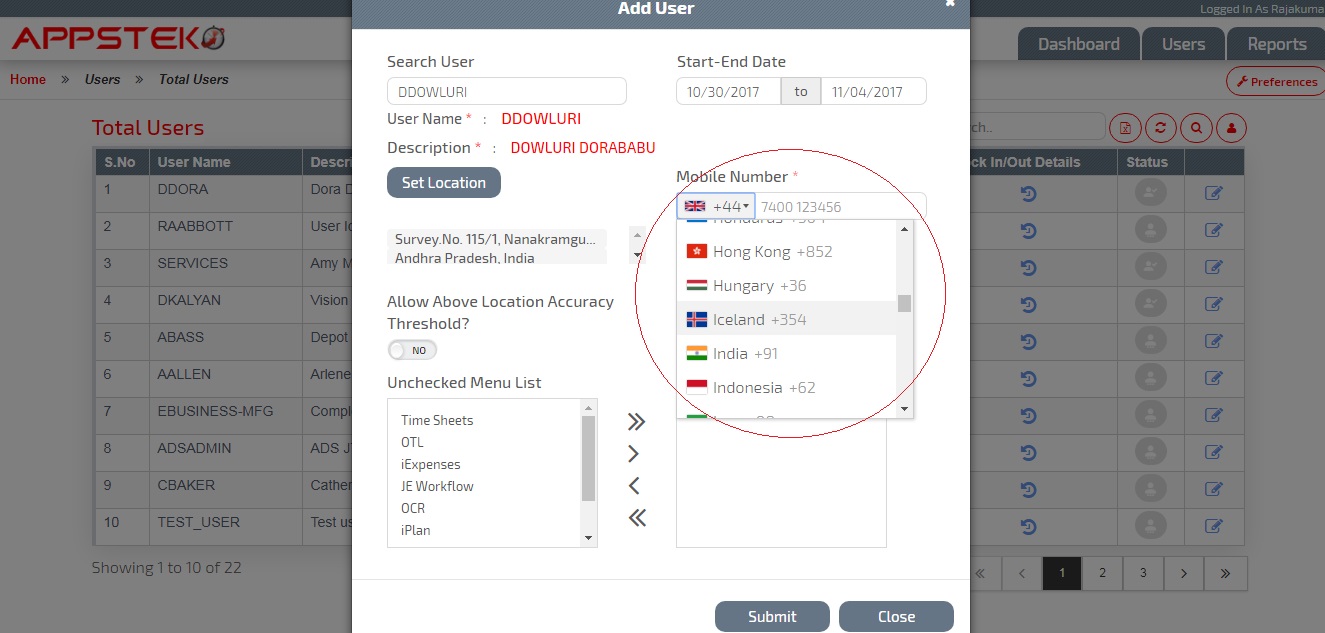 Add User
Logged In As Rajakuma
APPSTEK
Dashboard
Users
Reports
Home » Users » Total Users
Preferences
Total Users
ch..
S.No User Name Descri
ck In/Out Details Status
1 DDORA Dora D
2 RAABBOTT User Ic
3 SERVICES Amy M
4 DKALYAN Vision
5 ABASS Depot
6 AALLEN Arlene
7 EBUSINESS-MFG Compl
8 ADSADMIN ADS J
9 CBAKER Cather
10 TEST_USER Test us
Showing 1 to 10 of 22
« ‹ 1 2 3 › »
Search User
DDOWLURI
User Name * : DDOWLURI
Description * : DOWLURI DORABABU
Set Location
Survey.No. 115/1, Nanakramgu...
Andhra Pradesh, India
Allow Above Location Accuracy
Threshold?
NO
Unchecked Menu List
Time Sheets
OTL
iExpenses
JE Workflow
OCR
iPlan
Start-End Date
10/30/2017 to 11/04/2017
Mobile Number *
+44 7400 123456
Hong Kong +852
Hungary +36
Iceland +354
India +91
Indonesia +62
Submit
Close